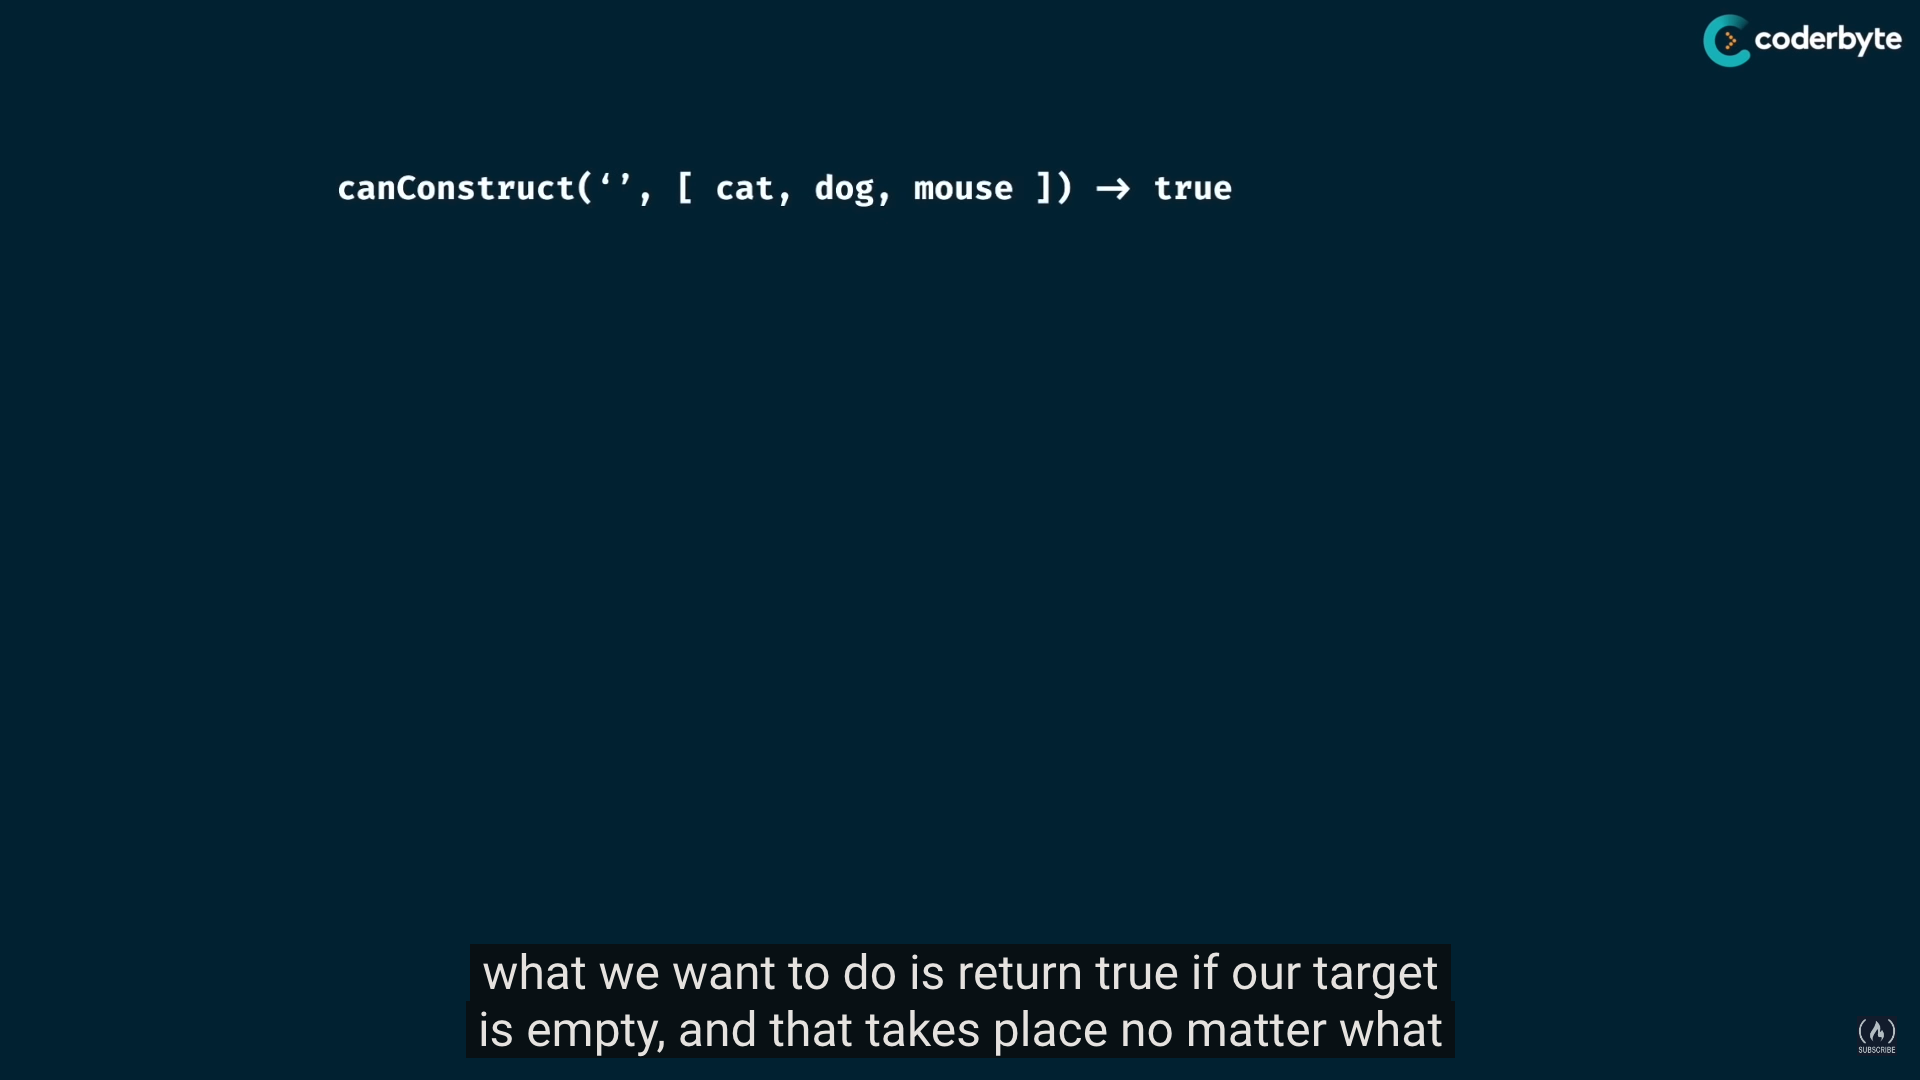 coderbyte
canConstruct(‘’, [ cat, dog, mouse ]) → true
what we want to do is return true if our target
is empty, and that takes place no matter what
SUBSCRIBE